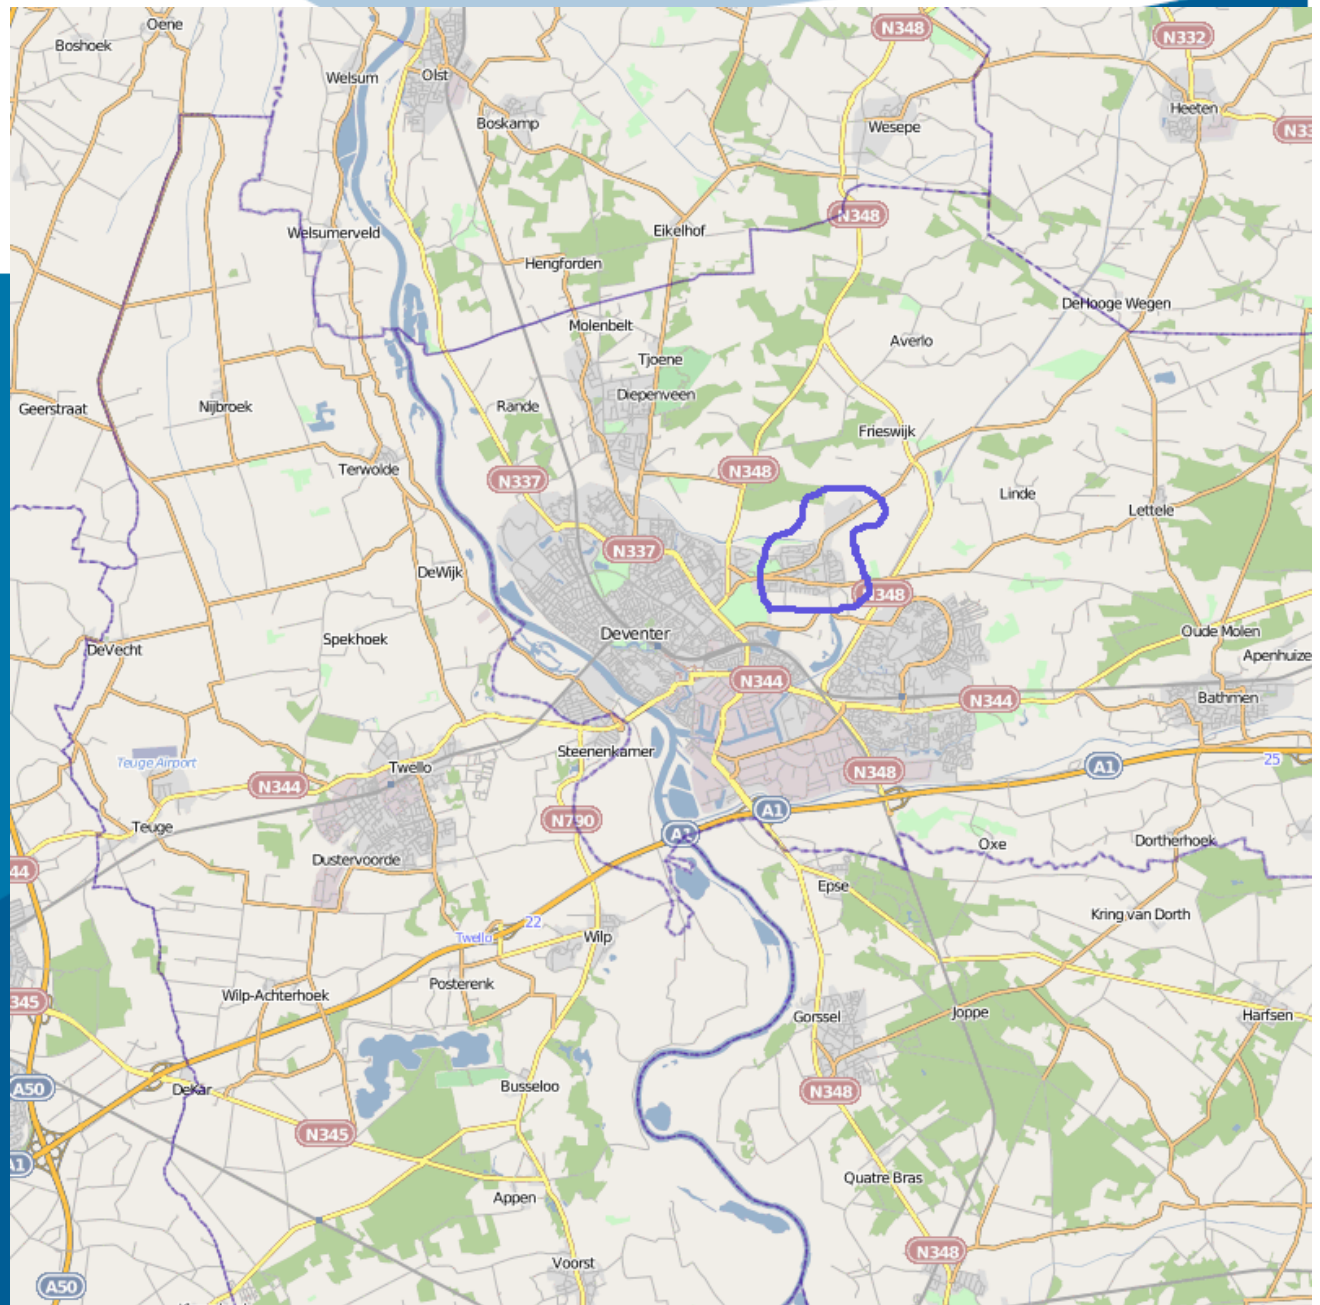 Oene
N348
N332
Boshoek
Welsum
Olst
Heeten
Boskamp
Wesepe
N33
N348
Welsumerveld
Eikelhof
Hengforden
DeHooge Wegen
Molenbelt
Averlo
Tjoene
Diepenveen
Geerstraat
Nijbroek
Rande
Frieswijk
Terwolde
N348
N337
Linde
Lettele
N337
DeWijk
N348
Spekhoek
Deventer
Oude Molen
DeVecht
Apenhuize
N344
N344
Bathmen
Steenenkamer
Teuge Airport
Twello
N344
N348
A1
25
A1
N790
Teuge
A1
Oxe
Dortherhoek
44
Dustervoorde
Epse
22
Kring van Dorth
Twello
Wilp
Posterenk
345
Wilp-Achterhoek
Gorssel
Joppe
Harfsen
A50
DeKar
Busseloo
N348
N345
A1
Quatre Bras
Appen
N348
Voorst
A50